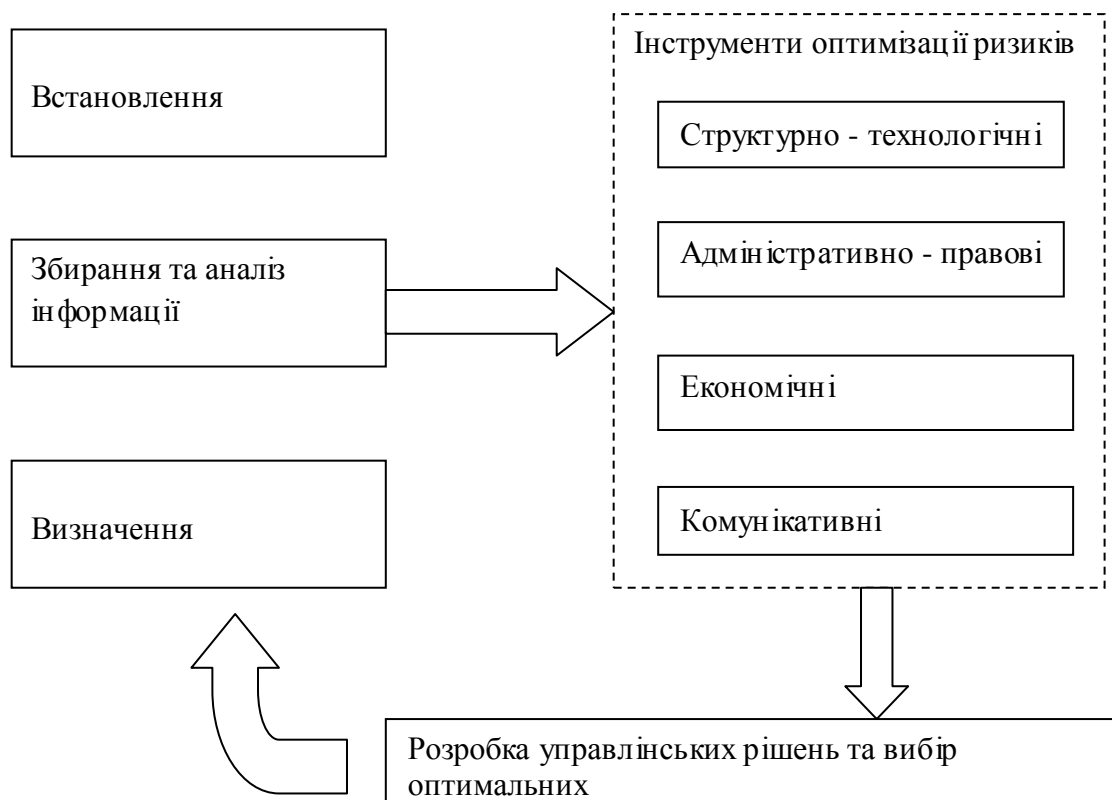 Встановлення
Збирання та аналіз
інформації
Визначення
Інструменти оптимізації ризиків
Структурно - технологічні
Адміністративно - правові
Економічні
Комунікативні
Розробка управлінських рішень та вибір
оптимальних